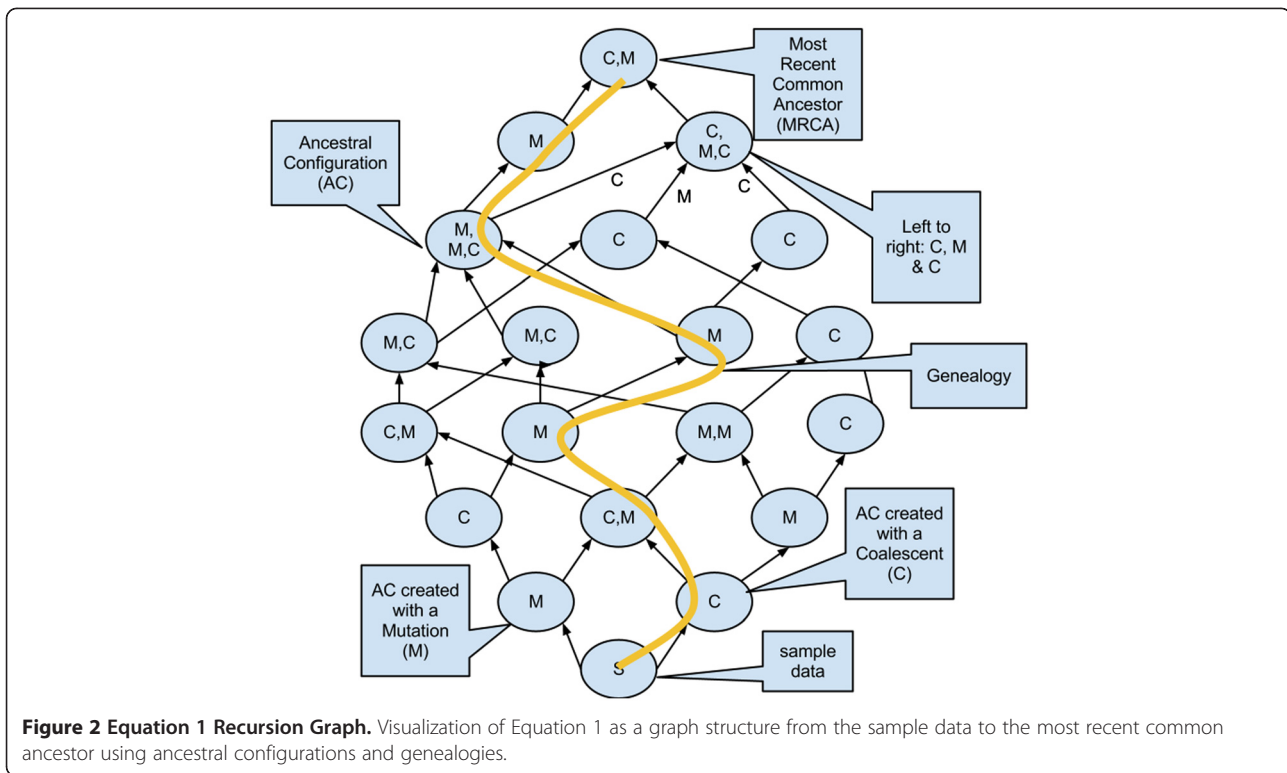 C,M
Most
Recent
Common
Ancestor
(MRCA)
Ancestral
Configuration
(AC)
M
C,
M,C
C
M
C
M,
M,C
C
C
Left to
right: C, M
& C
M,C
M,C
M
C
Genealogy
C,M
M
M,M
C
C
C,M
M
AC created
with a
Coalescent
(C)
AC created
with a
Mutation
(M)
M
C
S
sample
data
Figure 2 Equation 1 Recursion Graph. Visualization of Equation 1 as a graph structure from the sample data to the most recent common
ancestor using ancestral configurations and genealogies.